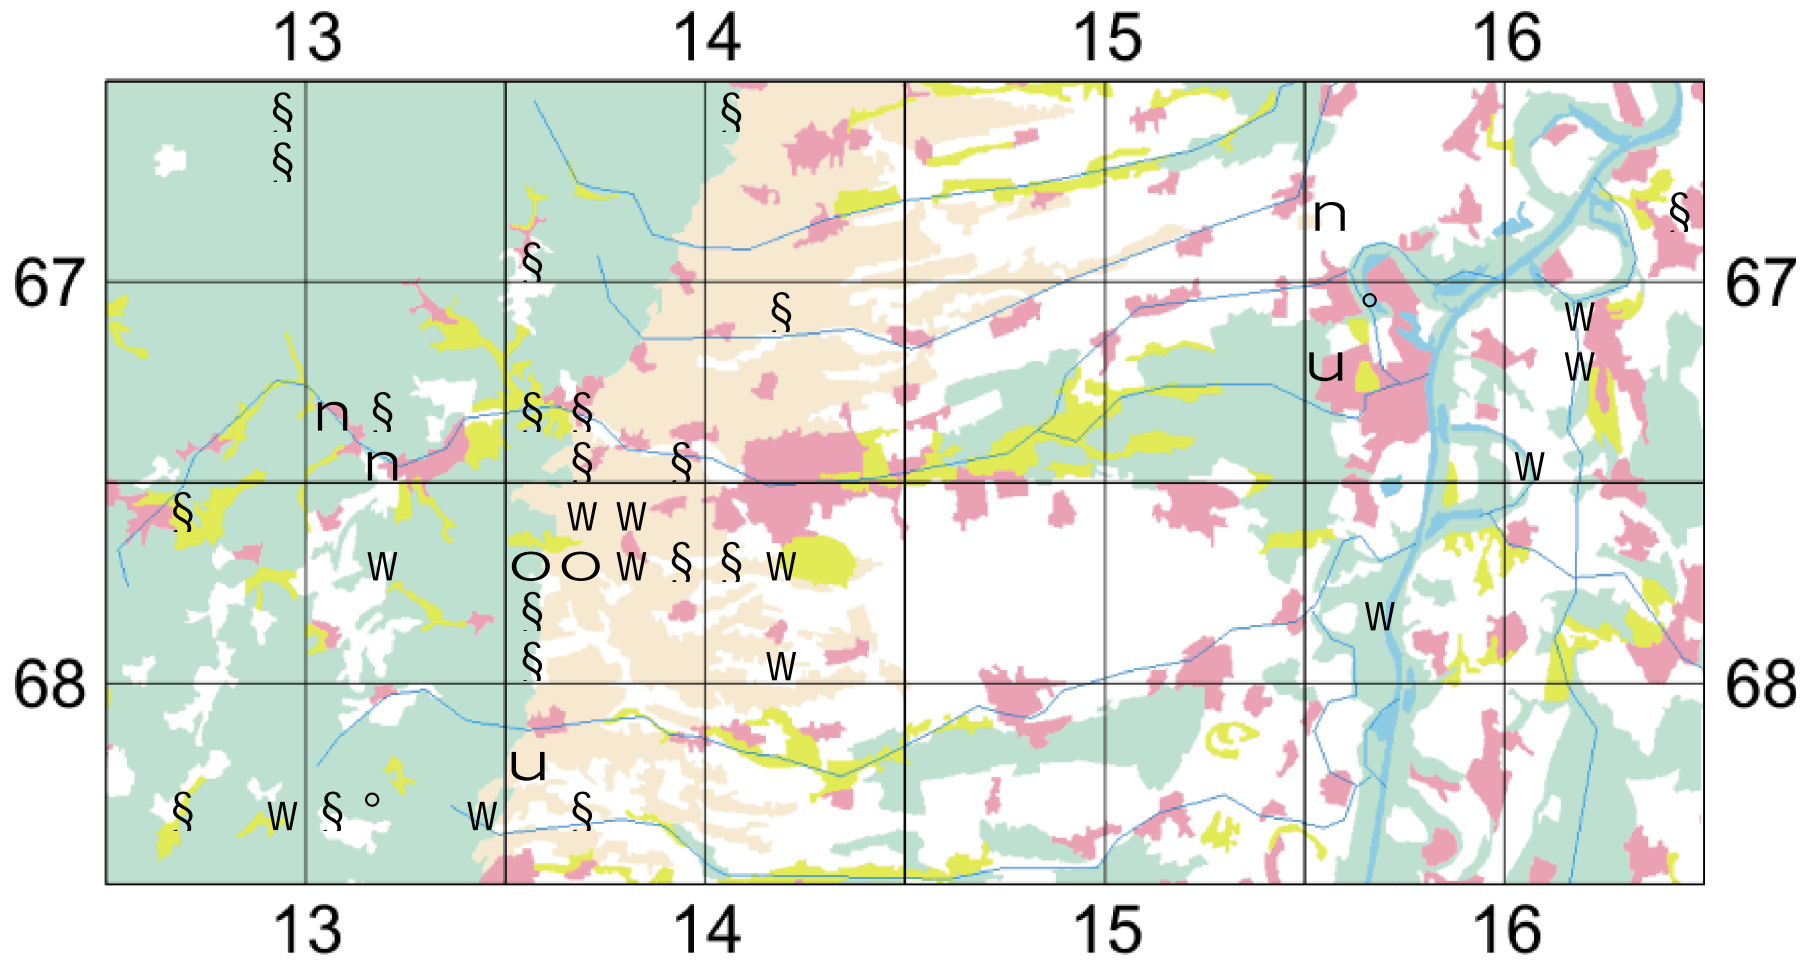 13 14 15 16
§ §
§
§ n
§
67 67
§ ° W
u W
n § § §
n § § W
§ W W
W O O W § § W
§ W
§ W
68 68
u
§ W § ° W §
13 14 15 16